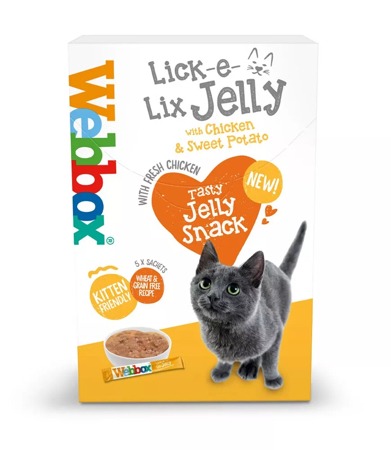 Webbox®
Lick-e-
Lix Jelly
with Chicken
& Sweet Potato
WITH FRESH CHICKEN
NEW!
Tasty
Jelly
Snack
5 X SACHETS
KITTEN
FRIENDLY
WHEAT &
GRAIN FREE
RECIPE
Webbox